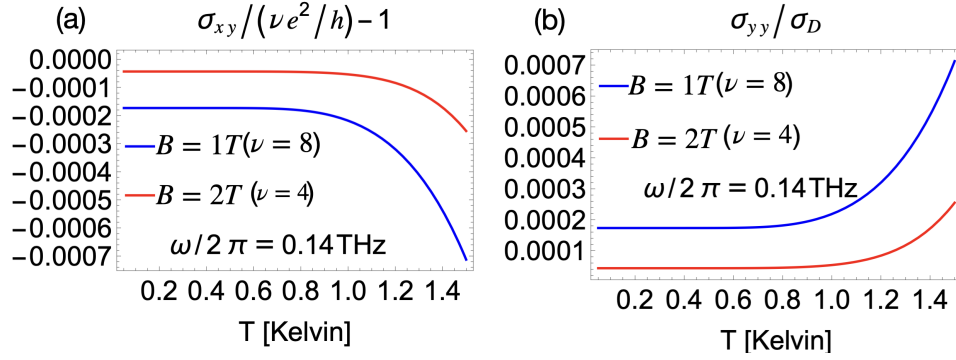 (a)
σxy/(νe²/h)−1
0.0000
−0.0001
−0.0002
−0.0003
−0.0004
−0.0005
−0.0006
−0.0007
B = 1T(ν = 8)
B = 2T (ν = 4)
ω/2 π = 0.14THz
0.2 0.4 0.6 0.8 1.0 1.2 1.4
T [Kelvin]
(b)
σyy/σD
0.0007
0.0006
0.0005
0.0004
0.0003
0.0002
0.0001
B = 1T(ν = 8)
B = 2T (ν = 4)
ω/2 π = 0.14THz
0.2 0.4 0.6 0.8 1.0 1.2 1.4
T [Kelvin]